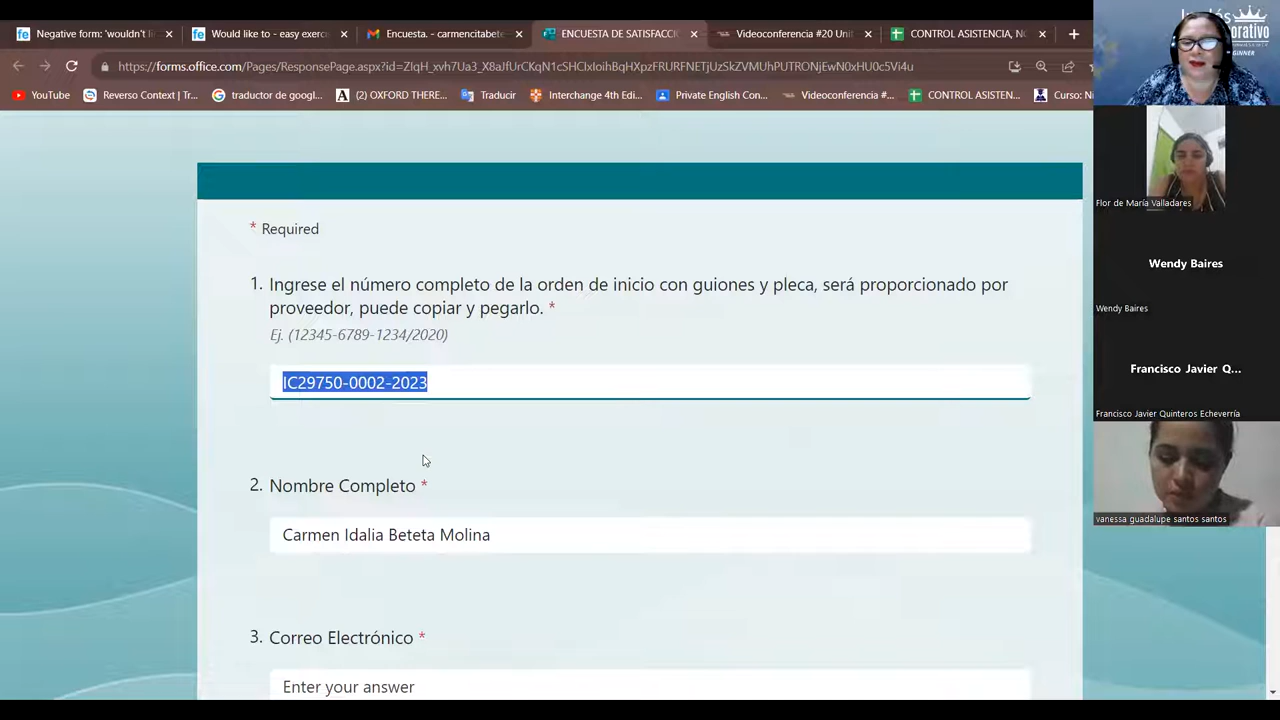 Negative form: 'wouldn't li
Would like to - easy exerc
Encuesta. - carmencitabete
ENCUESTA DE SATISFACCI
Videoconferencia #20 Uni
CONTROL ASISTENCIA, N
https://forms.office.com/Pages/ResponsePage.aspx?id=ZIqH_xvh7Ua3_X8aJfUrCKqN1cSHCIxIoihBqHXpzFRURFNETjUzSkZVMUhPUTRONjEwN0xHU0c5Vi4u
YouTube
Reverso Context | Tr...
traductor de googl...
(2) OXFORD THERE...
Traducir
Interchange 4th Edi...
Private English Con...
Videoconferencia #...
CONTROL ASISTEN...
Curso: Ni
* Required
1. Ingrese el número completo de la orden de inicio con guiones y pleca, será proporcionado por
proveedor, puede copiar y pegarlo. *
Ej. (12345-6789-1234/2020)
IC29750-0002-2023
2. Nombre Completo *
Carmen Idalia Beteta Molina
3. Correo Electrónico *
Enter your answer
Flor de María Valladares
Wendy Baires
Wendy Baires
Francisco Javier Q...
Francisco Javier Quinteros Echeverría
vanessa guadalupe santos santos